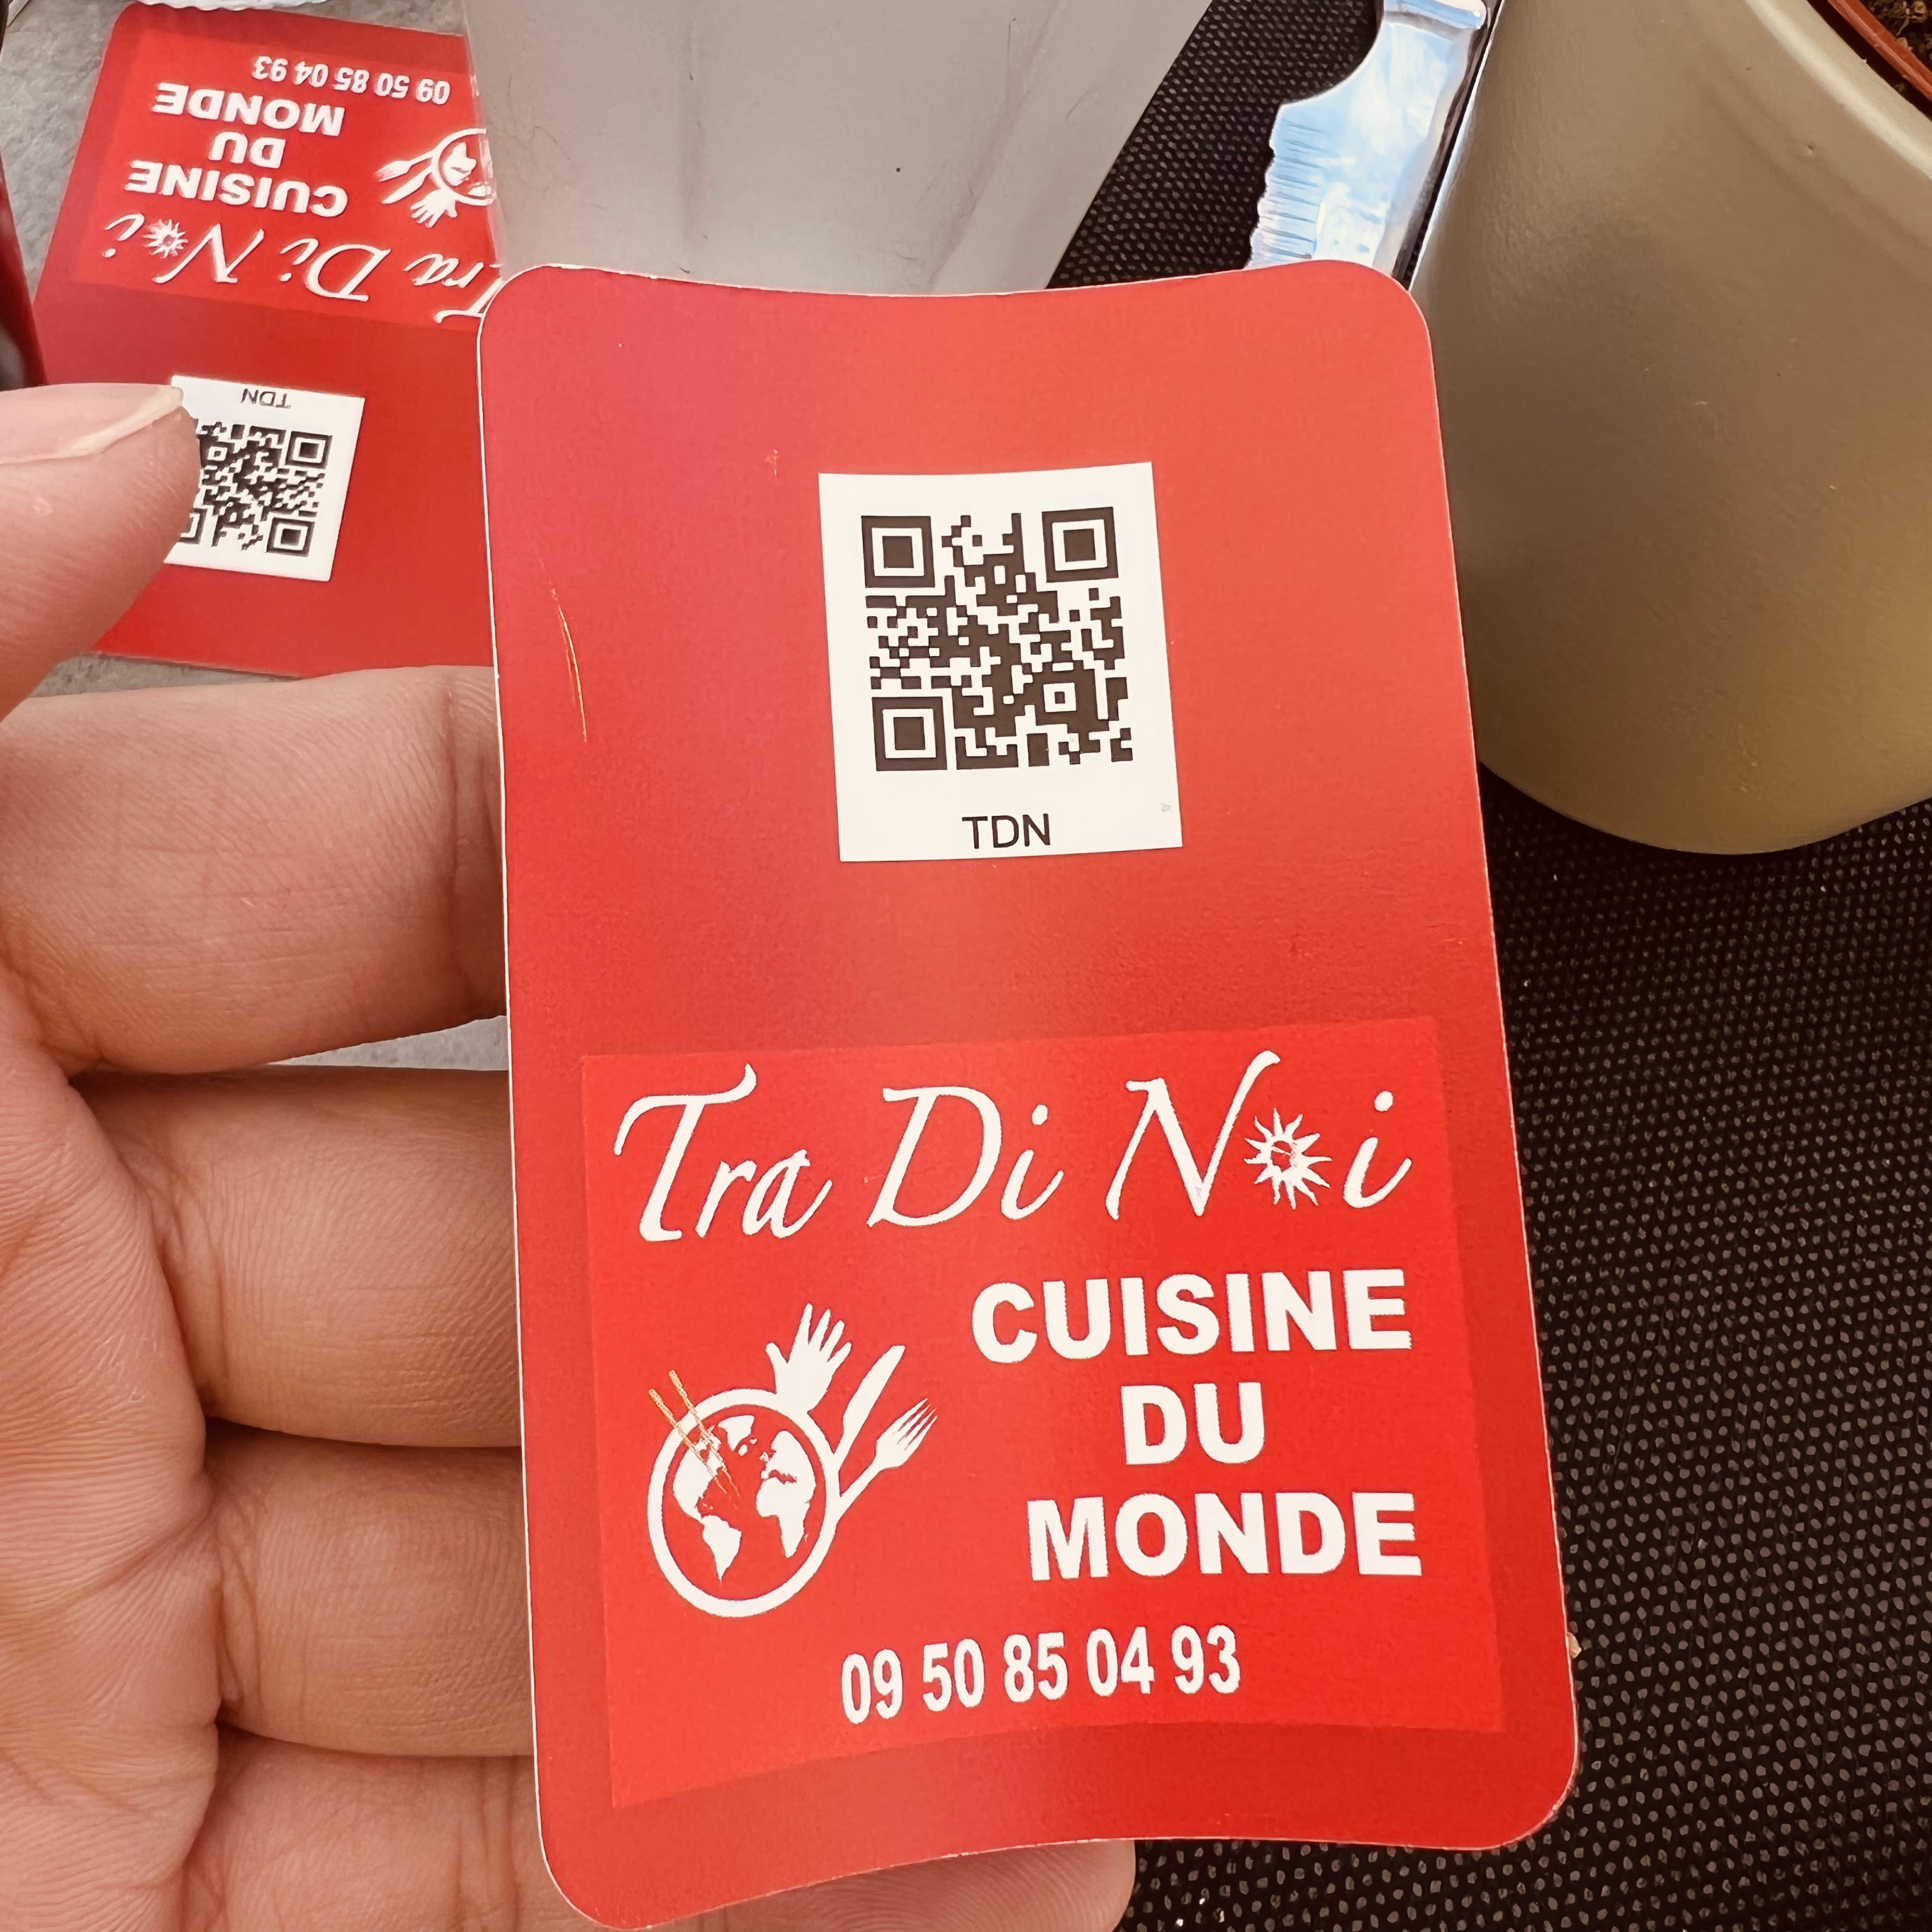 TDN
Tra Di Noi
CUISINE
DU
MONDE
09 50 85 04 93
Tra Di Noi
CUISINE
DU
MONDE
09 50 85 04 93
TDN